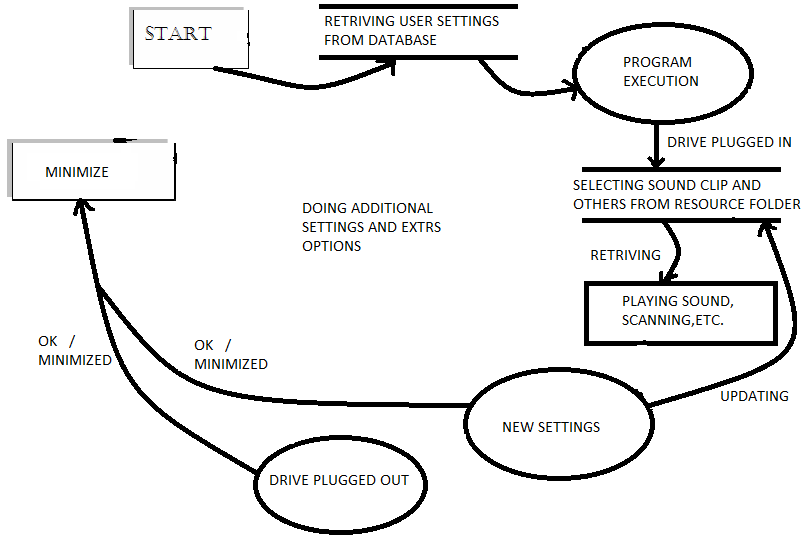 START
RETRIVING USER SETTINGS
FROM DATABASE
PROGRAM
EXECUTION
DRIVE PLUGGED IN
MINIMIZE
SELECTING SOUND CLIP AND
OTHERS FROM RESOURCE FOLDER
DOING ADDITIONAL
SETTINGS AND EXTRS
OPTIONS
RETRIVING
PLAYING SOUND,
SCANNING,ETC.
OK /
MINIMIZED
OK /
MINIMIZED
UPDATING
NEW SETTINGS
DRIVE PLUGGED OUT